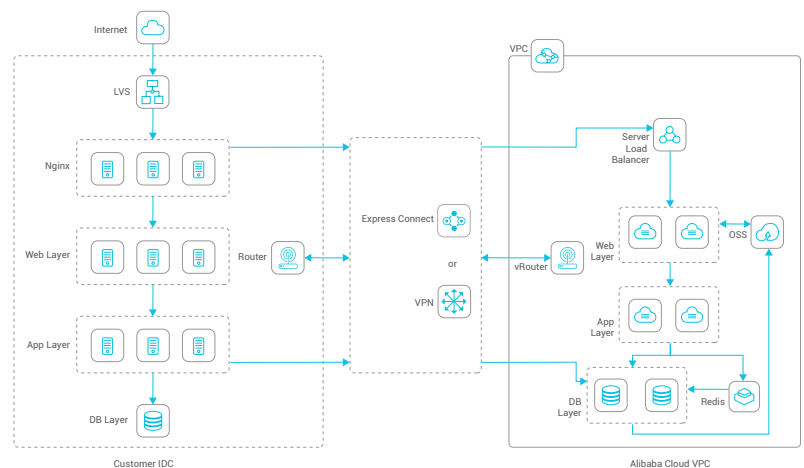 Internet
VPC
LVS
Server
Load
Balancer
Nginx
Express Connect
Web Layer
Router
or
vRouter
Web
Layer
OSS
VPN
App Layer
App
Layer
DB Layer
DB
Layer
Redis
Customer IDC
Alibaba Cloud VPC